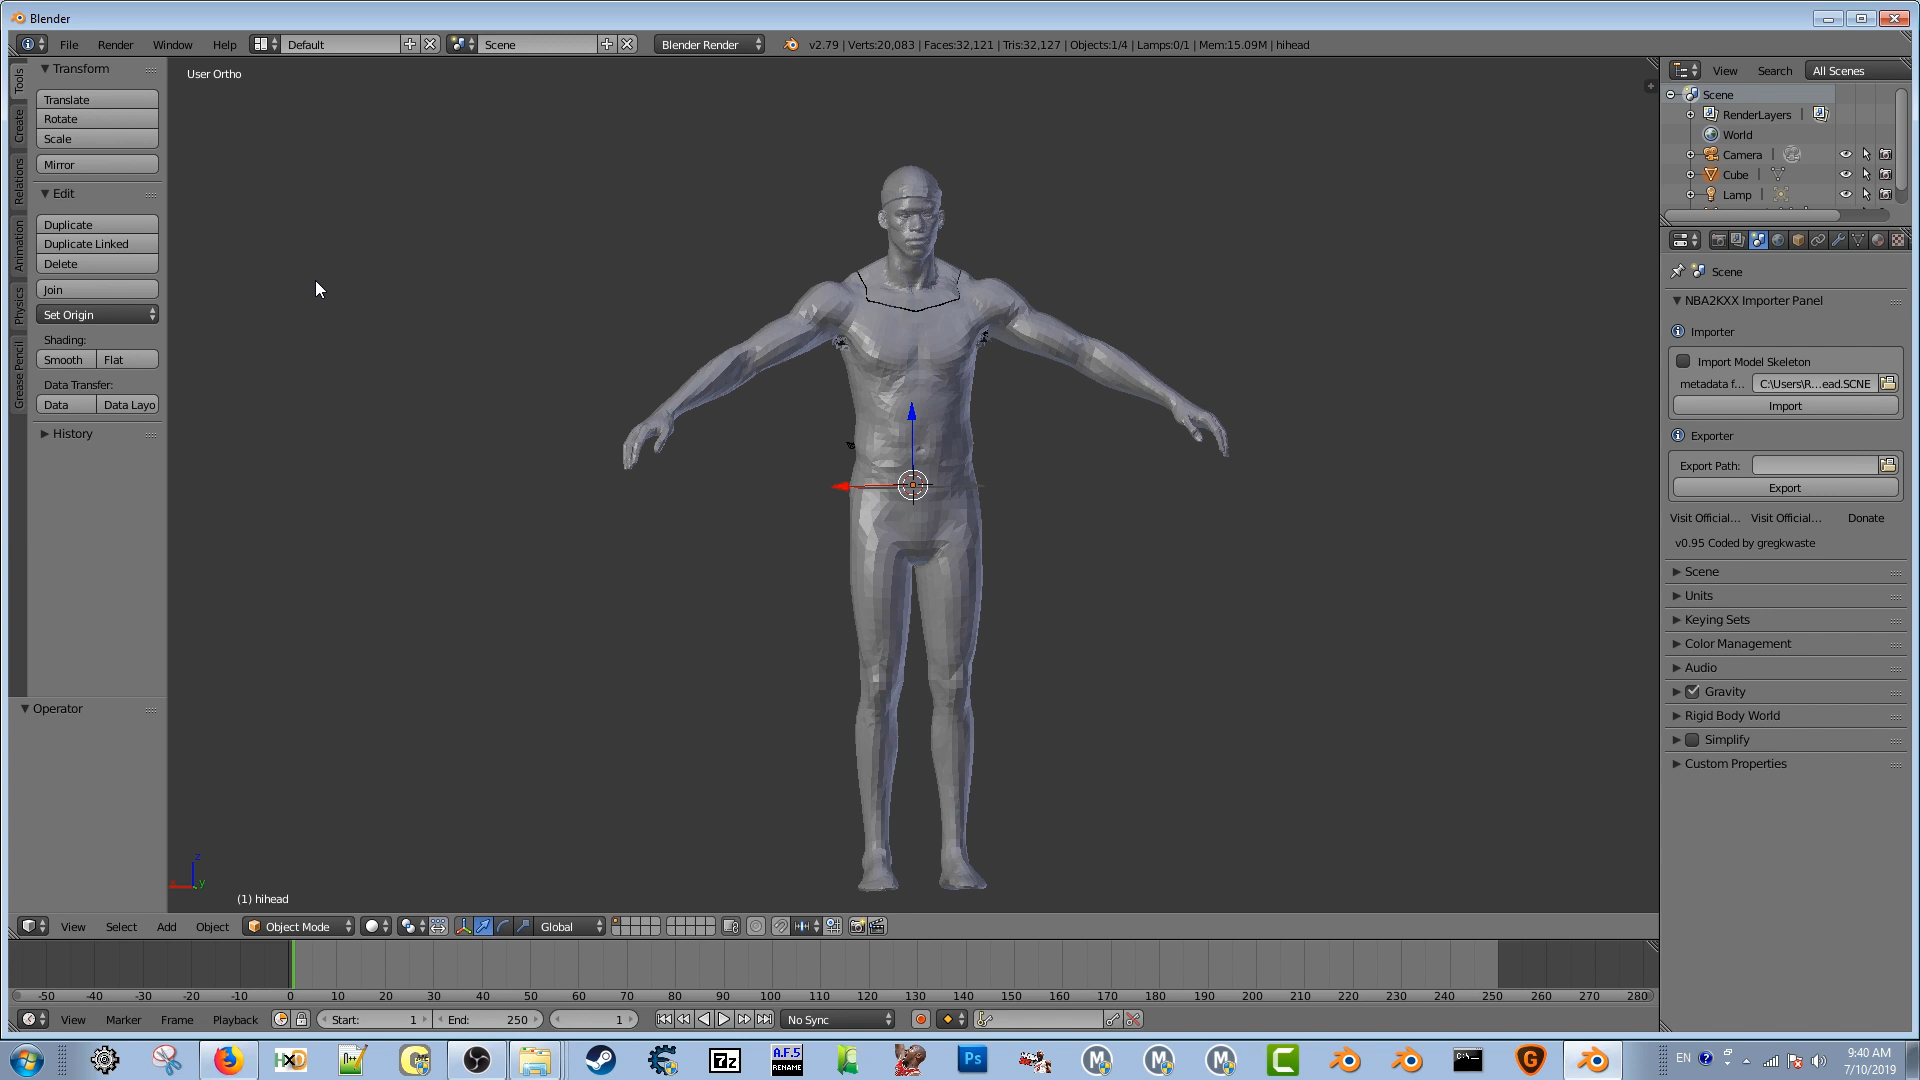 Blender
File Render Window Help Default Scene Blender Render v2.79 | Verts:20,083 | Faces:32,121 | Tris:32,127 | Objects:1/4 | Lamps:0/1 | Mem:15.09M | hihead
Tools
Create
Relations
Animation
Physics
Grease Pencil
Transform
Translate
Rotate
Scale
Mirror
Edit
Duplicate
Duplicate Linked
Delete
Join
Set Origin
Shading:
Smooth Flat
Data Transfer:
Data Data Layo
History
Operator
User Ortho
z
x
y
(1) hihead
View Search All Scenes
Scene
RenderLayers |
World
Camera |
Cube |
Lamp |
Scene
NBA2KXX Importer Panel
Importer
Import Model Skeleton
metadata f... C:\Users\R...ead.SCNE
Import
Exporter
Export Path:
Export
Visit Official... Visit Official... Donate
v0.95 Coded by gregkwaste
Scene
Units
Keying Sets
Color Management
Audio
Gravity
Rigid Body World
Simplify
Custom Properties
View Select Add Object Object Mode Global
-50 -40 -30 -20 -10 0 10 20 30 40 50 60 70 80 90 100 110 120 130 140 150 160 170 180 190 200 210 220 230 240 250 260 270 280
View Marker Frame Playback Start: 1 End: 250 1 No Sync
HXD
n++
7z
A.F.5
RENAME
Ps
M
M
M
C
C:\
G
EN
9:40 AM
7/10/2019